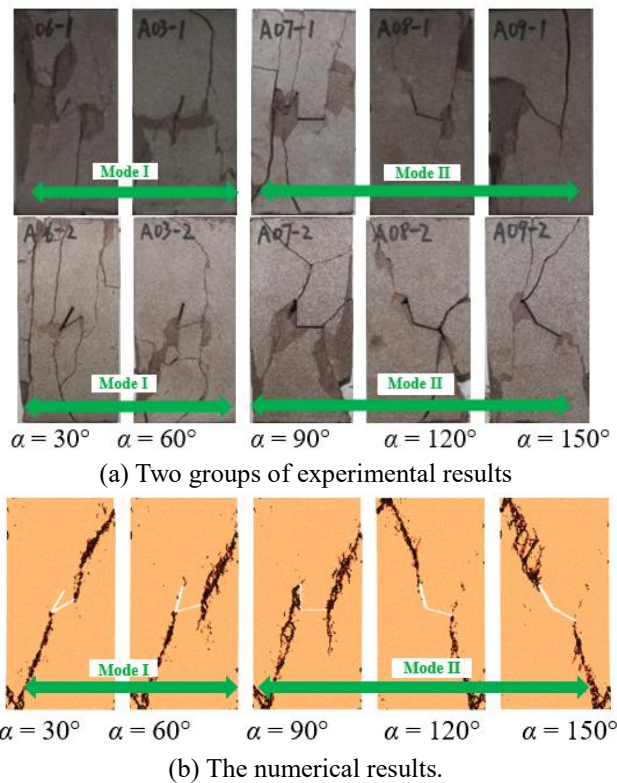 06-1 A03-1 A07-1 A08-1 A09-1
Mode I Mode II
A06-2 A03-2 A07-2 A08-2 A09-2
Mode I Mode II
α = 30° α = 60° α = 90° α = 120° α = 150°
(a) Two groups of experimental results
Mode I Mode II
α = 30° α = 60° α = 90° α = 120° α = 150°
(b) The numerical results.